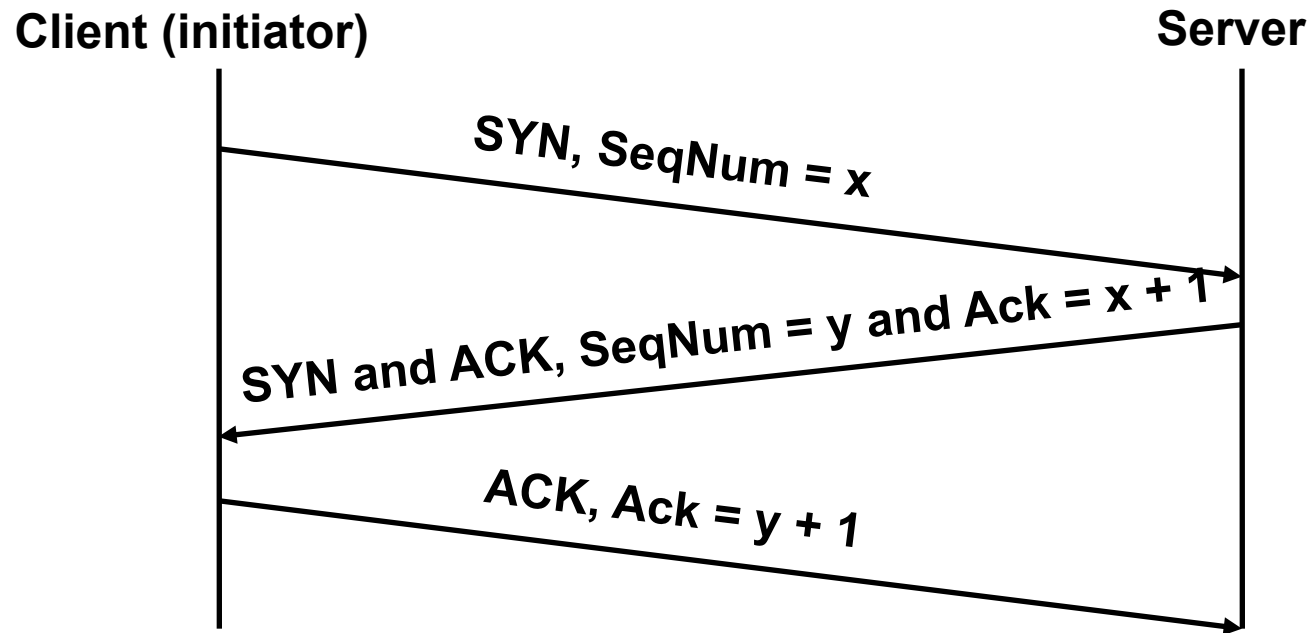 Client (initiator)
Server
SYN, SeqNum = x
SYN and ACK, SeqNum = y and Ack = x + 1
ACK, Ack = y + 1